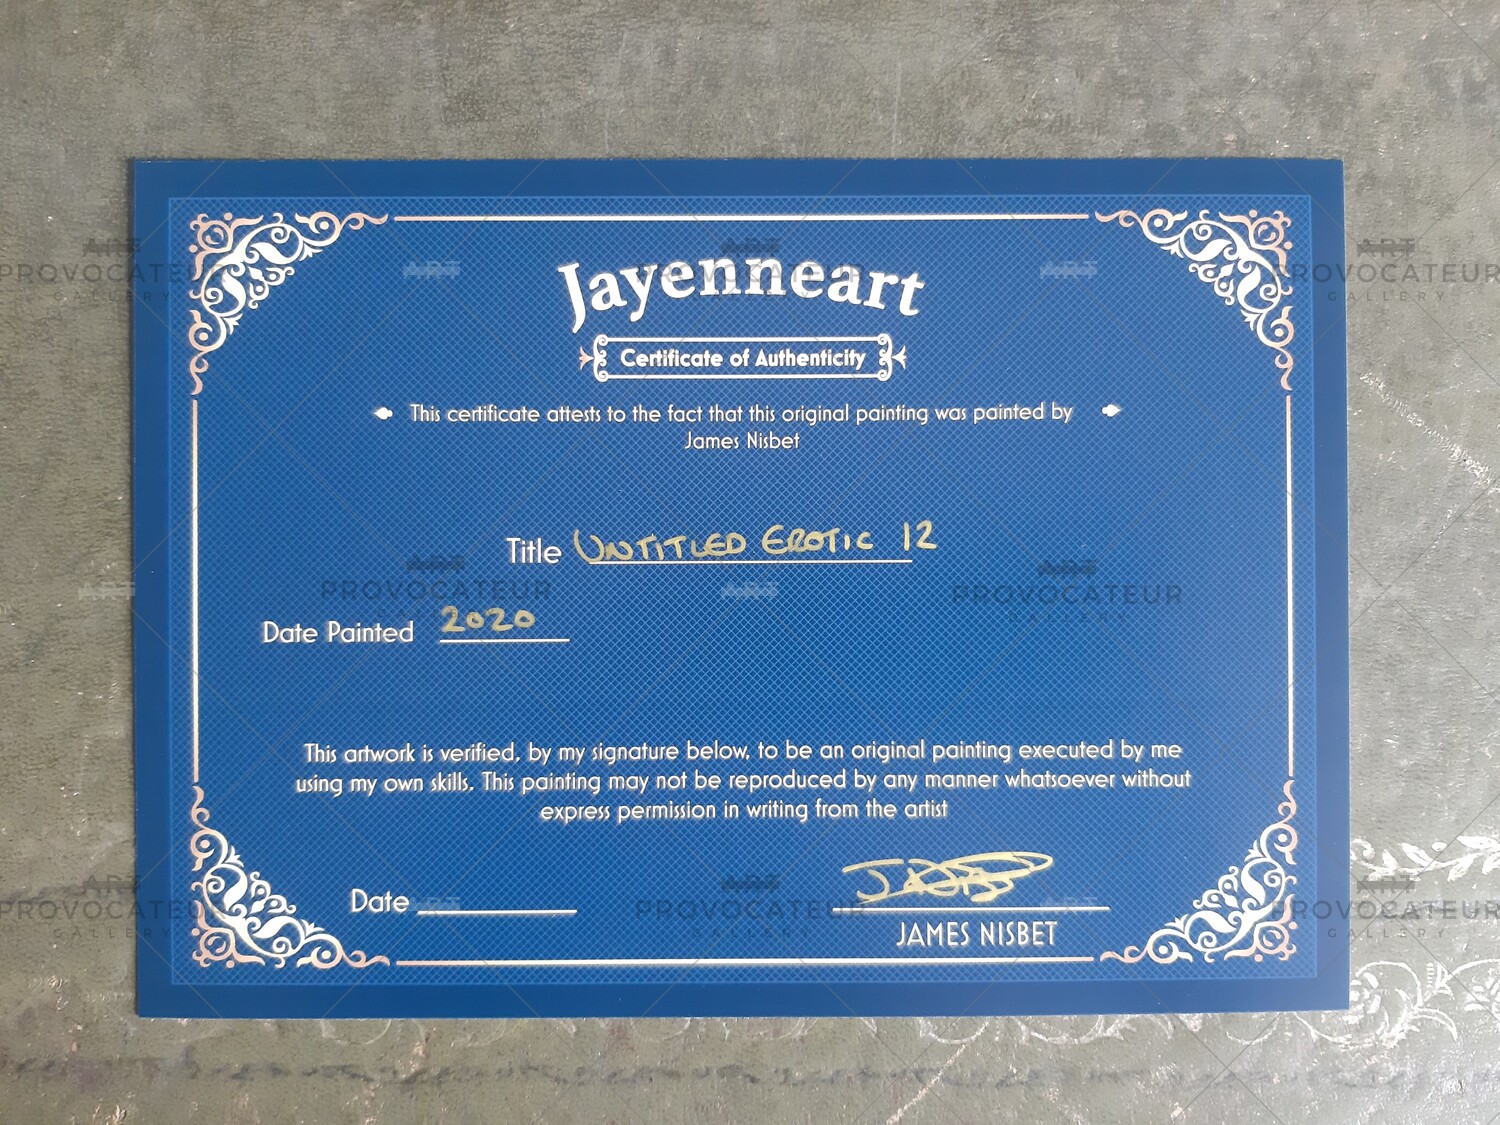 Jayenneart
Certificate of Authenticity
This certificate attests to the fact that this original painting was painted by
James Nisbet
Title UNTITLED EROTIC 12
Date Painted 2020
This artwork is verified, by my signature below, to be an original painting executed by me
using my own skills. This painting may not be reproduced by any manner whatsoever without
express permission in writing from the artist
Date
JAMES NISBET
ART
PROVOCATEUR
GALLERY